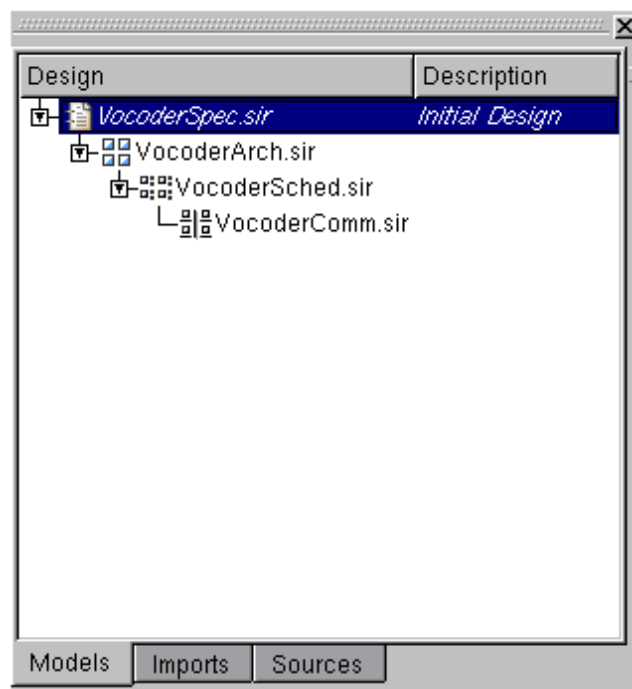 Design Description
VocoderSpec.sir Initial Design
VocoderArch.sir
VocoderSched.sir
VocoderComm.sir
Models Imports Sources